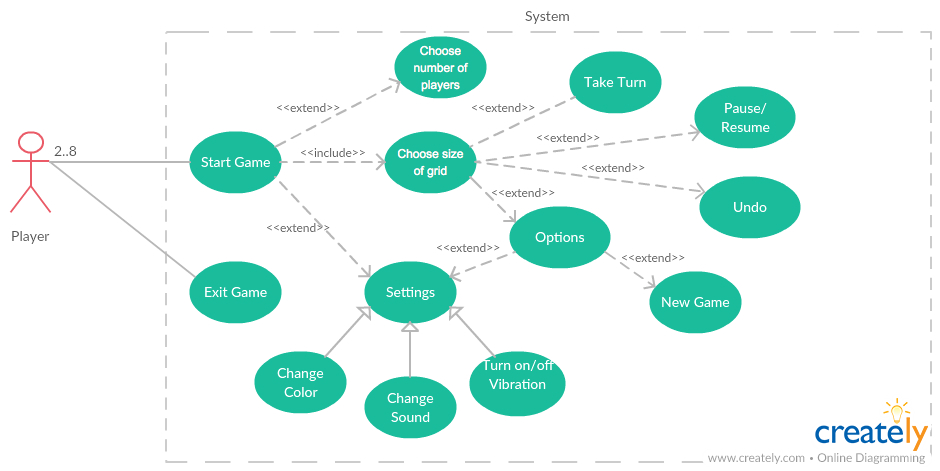 System
Choose
number of
players
<<extend>>
<<extend>>
Take Turn
Pause/
Resume
2..8
Start Game
<<include>>
Choose size
of grid
<<extend>>
<<extend>>
Undo
Player
<<extend>>
<<extend>>
Options
<<extend>>
<<extend>>
Exit Game
Settings
New Game
Change
Color
Turn on/off
Vibration
Change
Sound
creately
www.creately.com • Online Diagramming